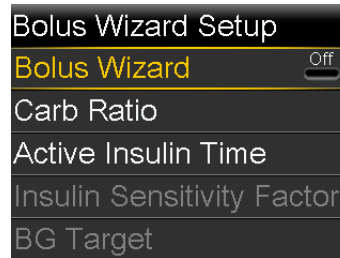 Bolus Wizard Setup
Bolus Wizard Off
Carb Ratio
Active Insulin Time
Insulin Sensitivity Factor
BG Target